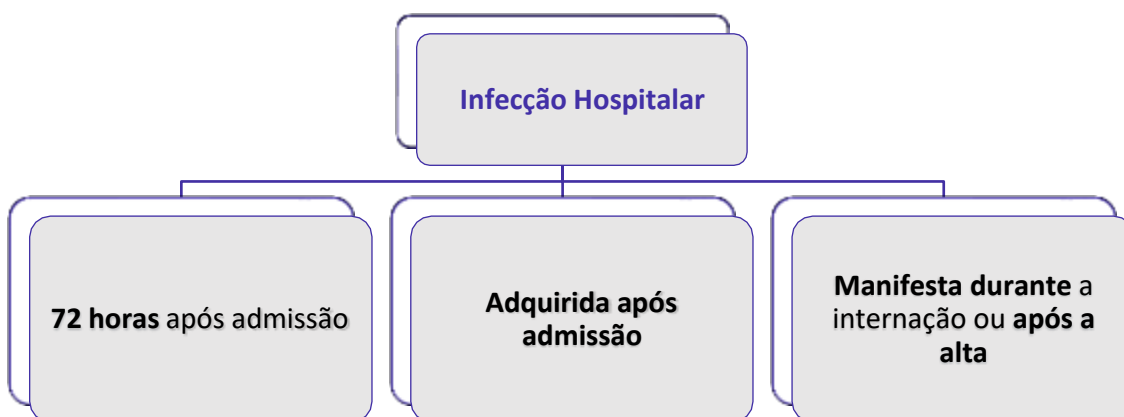 Infecção Hospitalar
72 horas após admissão
Adquirida após
admissão
Manifesta durante a
internação ou após a
alta